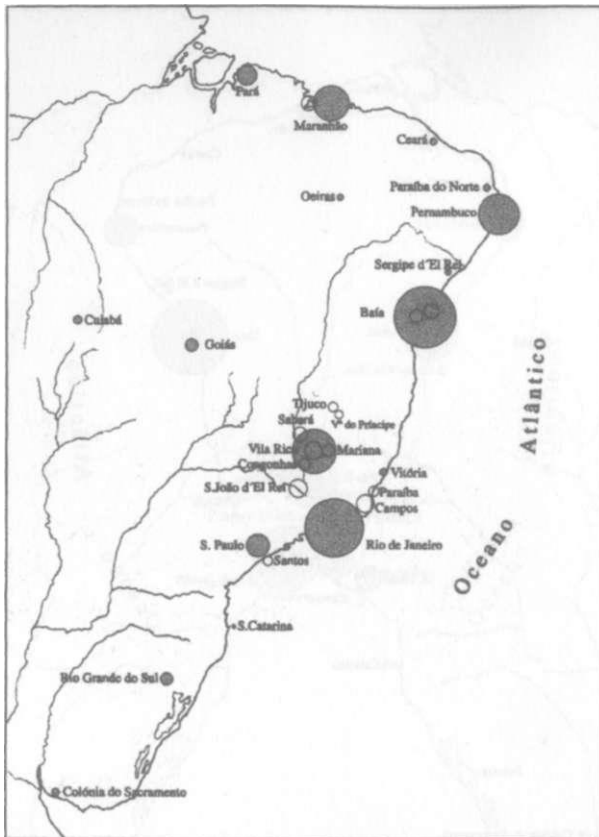 Pará
Maranhão
Ceará
Oeiras
Paraíba do Norte
Pernambuco
Sergipe d'El Rei
Baía
Cuiabá
Goiás
Atlântico
Tijuco
Vª do Príncipe
Sabará
Vila Rica
Mariana
Congonhas
S.João d'El Rei
Vitória
Paraíba
Campos
S. Paulo
Rio de Janeiro
Santos
Oceano
S.Catarina
Rio Grande do Sul
Colónia do Sacramento